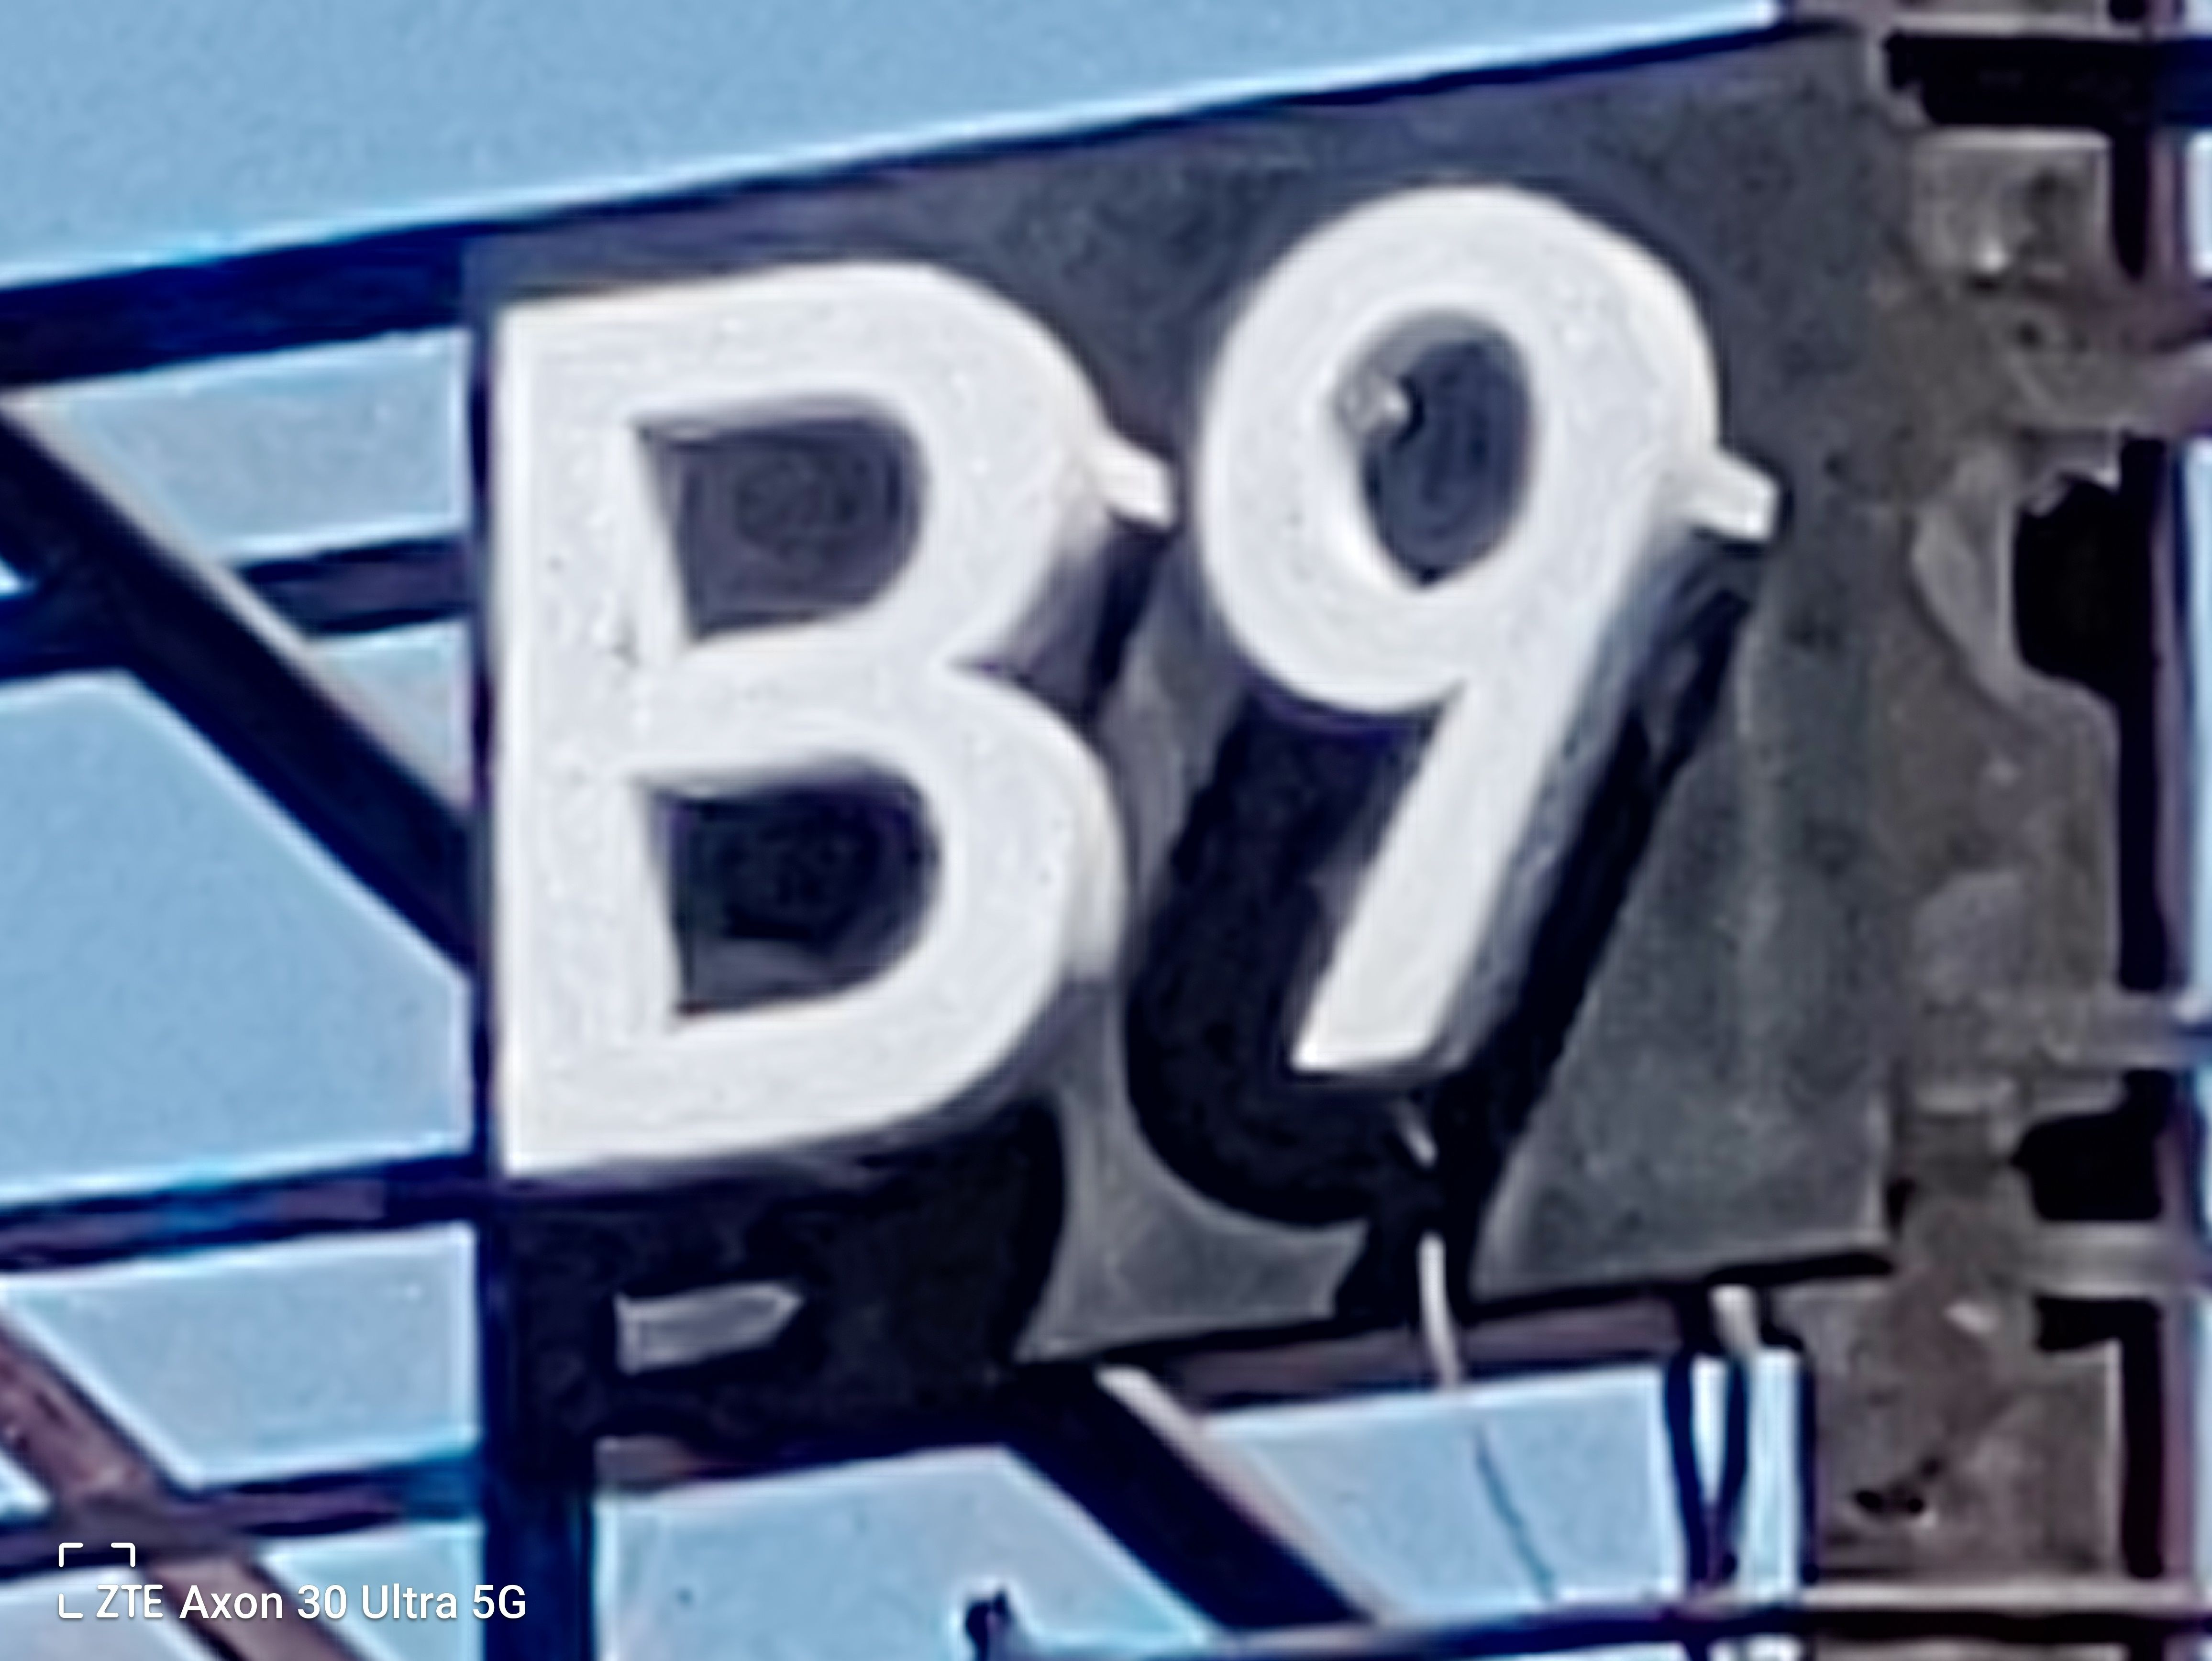 B9
ZTE Axon 30 Ultra 5G